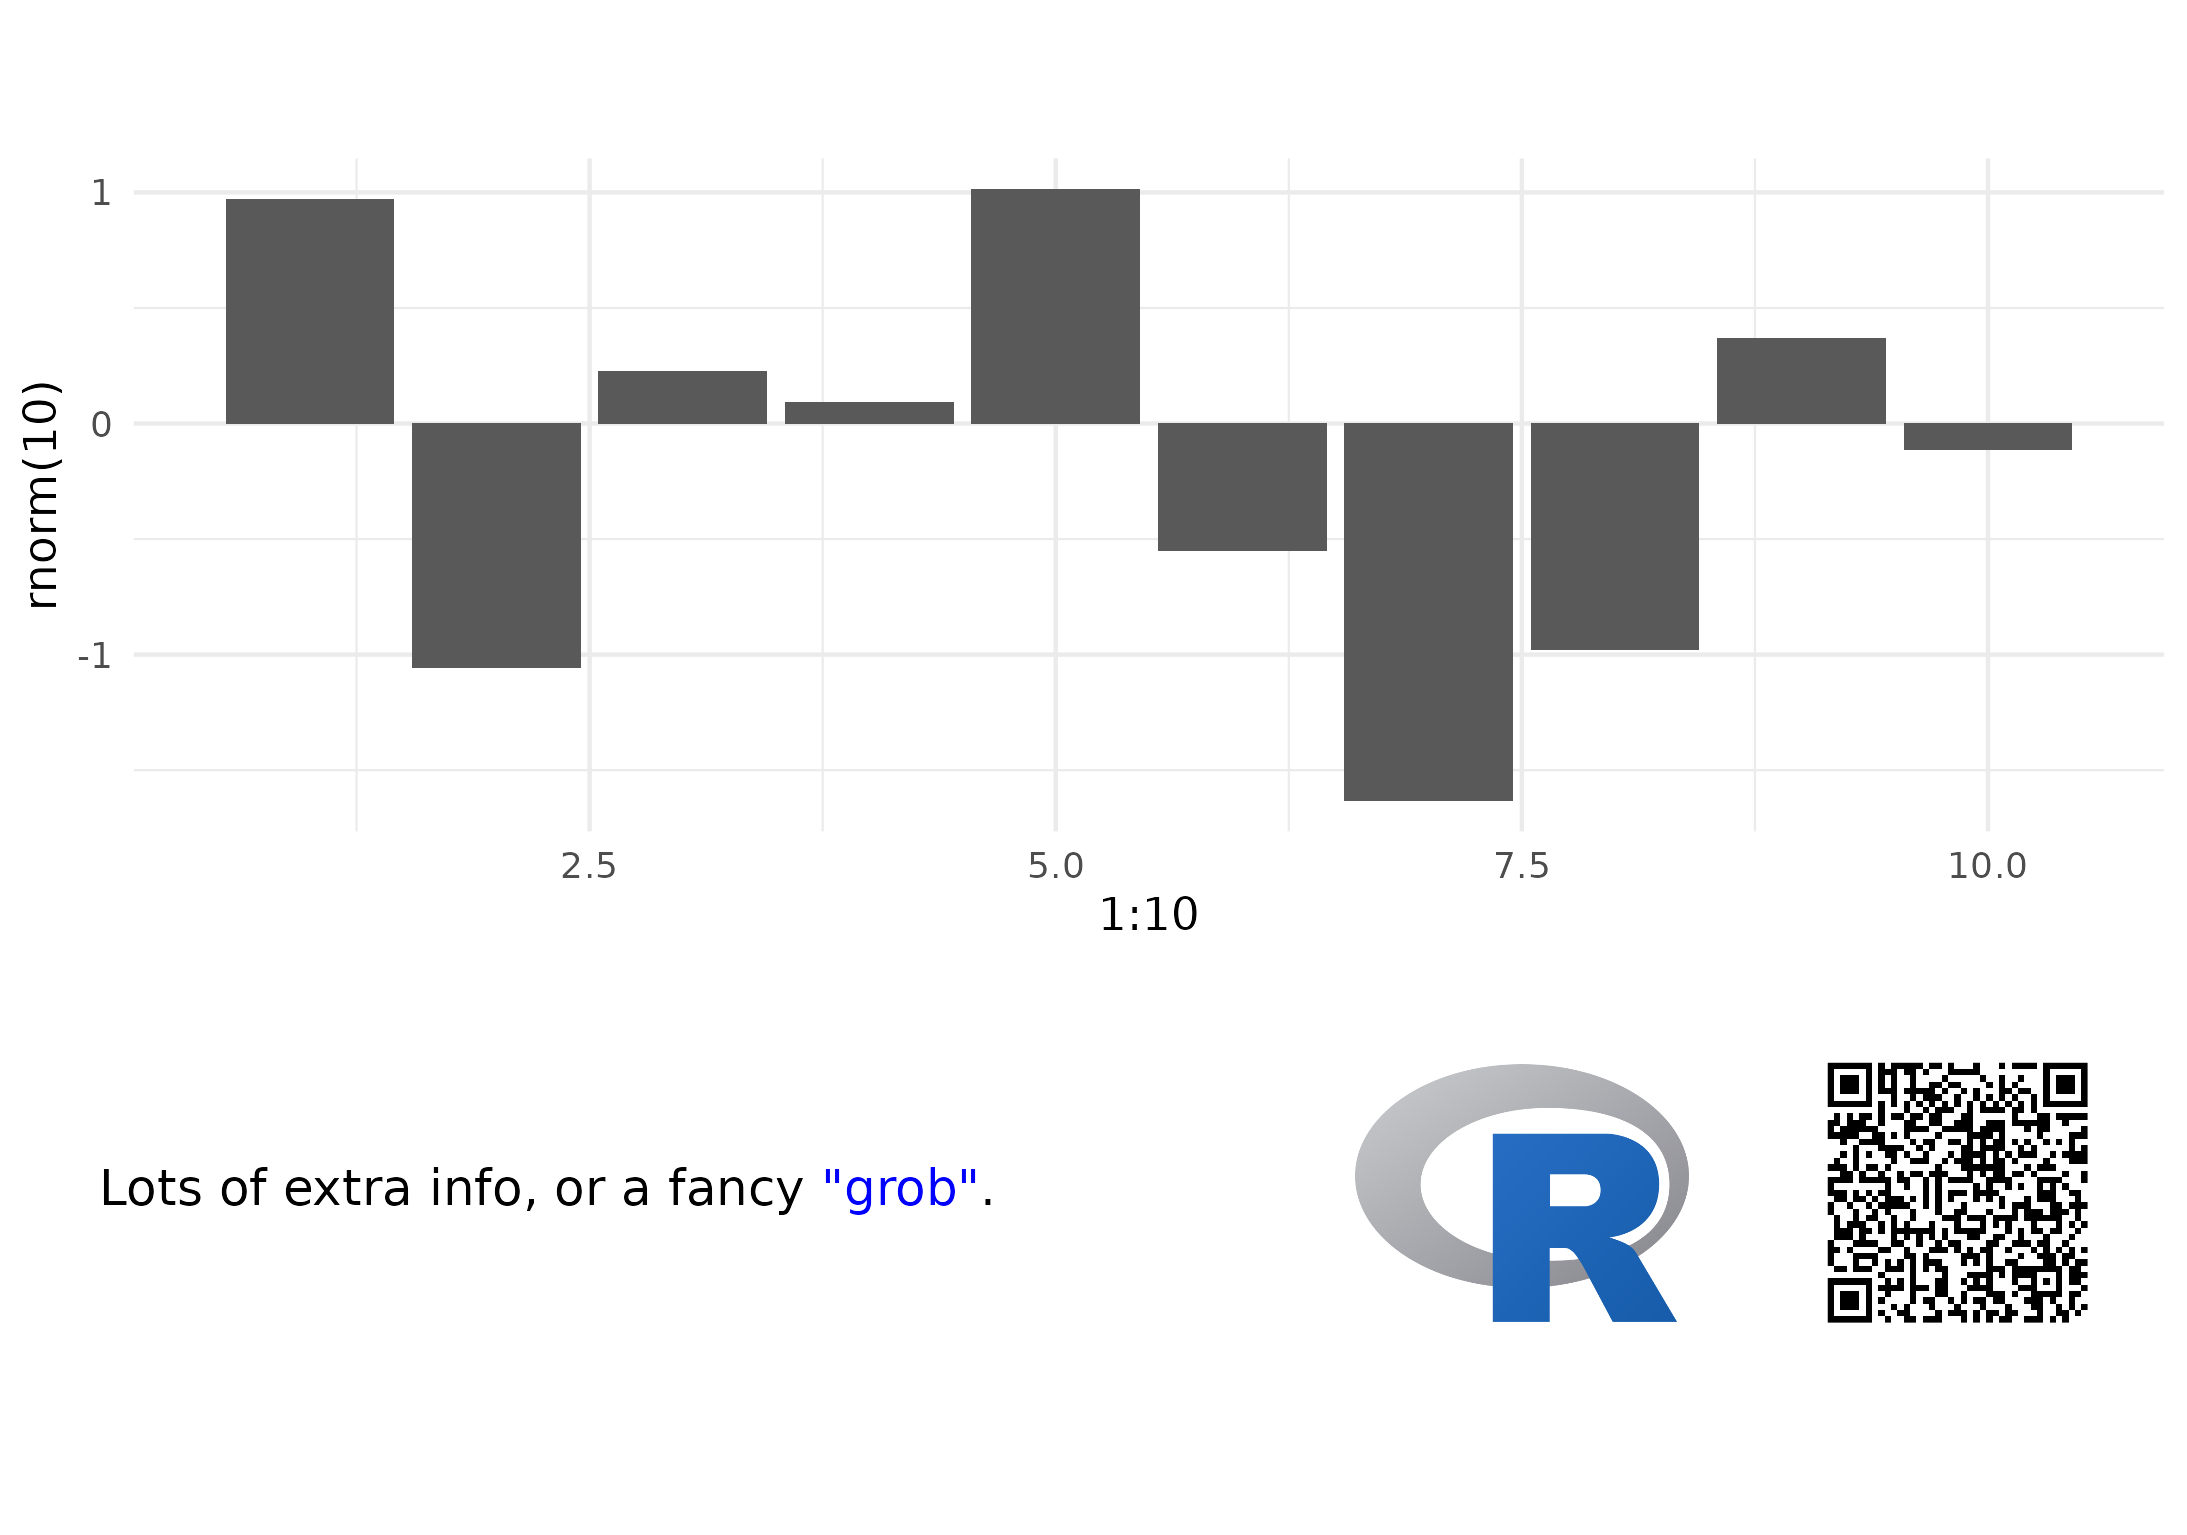 1
0
-1
rnorm(10)
2.5 5.0 7.5 10.0
1:10
Lots of extra info, or a fancy "grob".
R